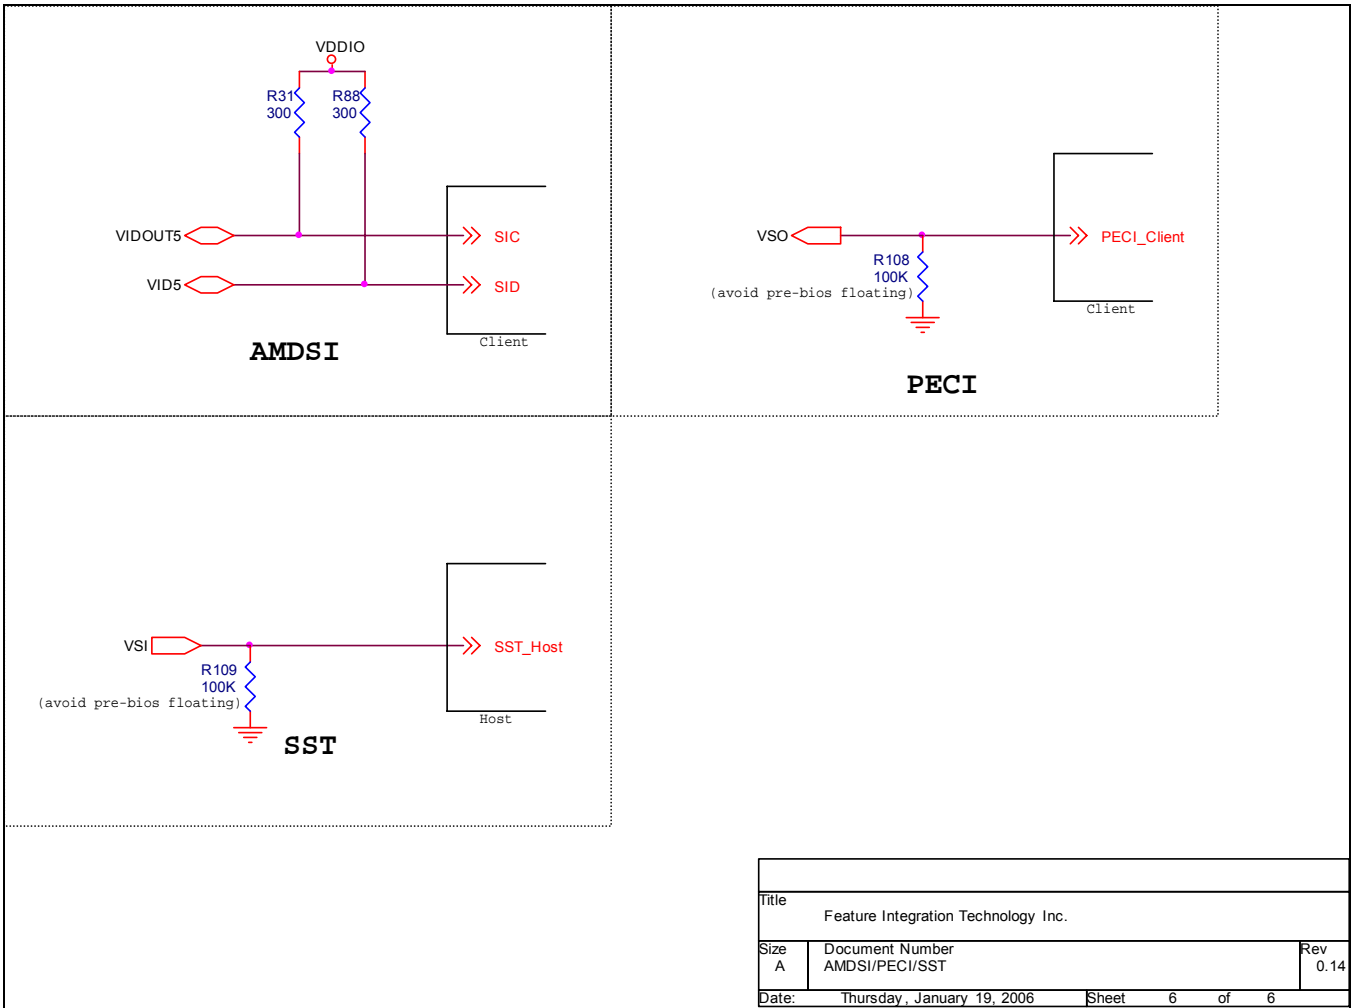 VDDIO
R31
300
R88
300
VIDOUT5
SIC
VID5
SID
Client
AMDSI
VSO
PECI_Client
R108
100K
(avoid pre-bios floating)
Client
PECI
VSI
SST_Host
R109
100K
(avoid pre-bios floating)
Host
SST
Title
Feature Integration Technology Inc.
Size
Document Number
Rev
A
AMDSI/PECI/SST
0.14
Date:
Thursday, January 19, 2006
Sheet
6
of
6